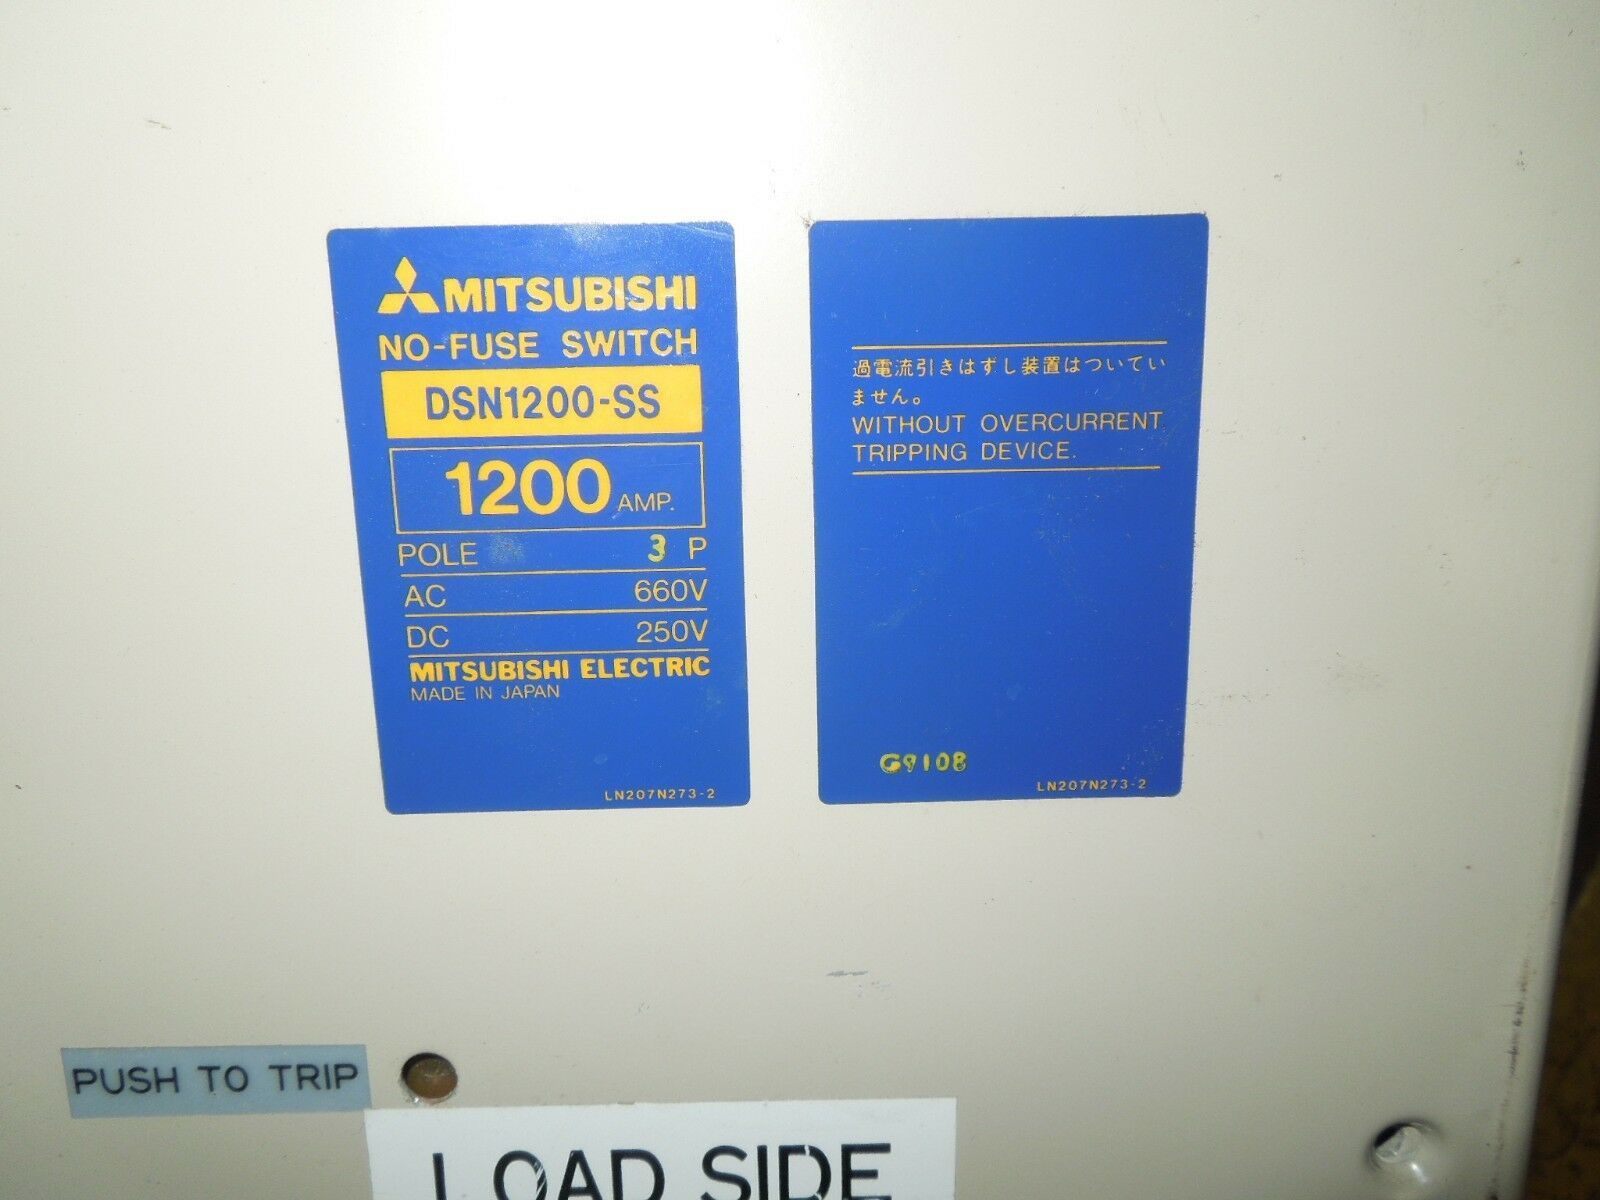 MITSUBISHI
NO-FUSE SWITCH
DSN1200-SS
1200 AMP.
POLE 3 P
AC 660V
DC 250V
MITSUBISHI ELECTRIC
MADE IN JAPAN
LN207N273-2
過電流引きはずし装置はついてい
ません。
WITHOUT OVERCURRENT
TRIPPING DEVICE.
G9108
LN207N273-2
PUSH TO TRIP
LOAD SIDE